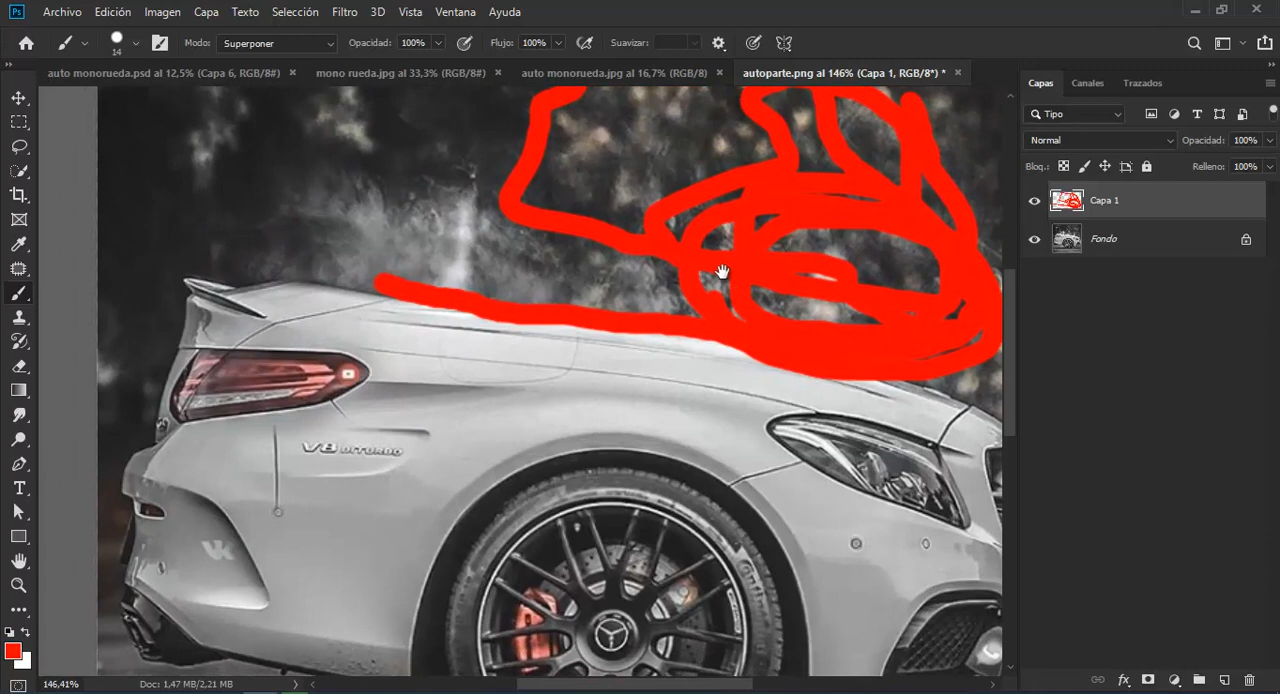 Ps Archivo Edición Imagen Capa Texto Selección Filtro 3D Vista Ventana Ayuda
14 Modo: Superponer Opacidad: 100% Flujo: 100% Suavizar:
auto monorueda.psd al 12,5% (Capa 6, RGB/8#) × mono rueda.jpg al 33,3% (RGB/8#) × auto monorueda.jpg al 16,7% (RGB/8) × autoparte.png al 146% (Capa 1, RGB/8*) * ×
Capas Canales Trazados
Tipo
Normal Opacidad: 100%
Bloq.: Relleno: 100%
Capa 1
Fondo
V8 BITURBO
146,41% Doc: 1,47 MB/2,21 MB